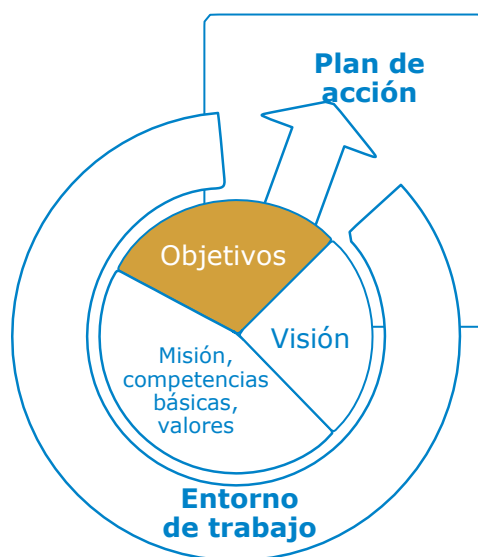 Plan de
acción
Objetivos
Visión
Misión,
competencias
básicas,
valores
Entorno
de trabajo